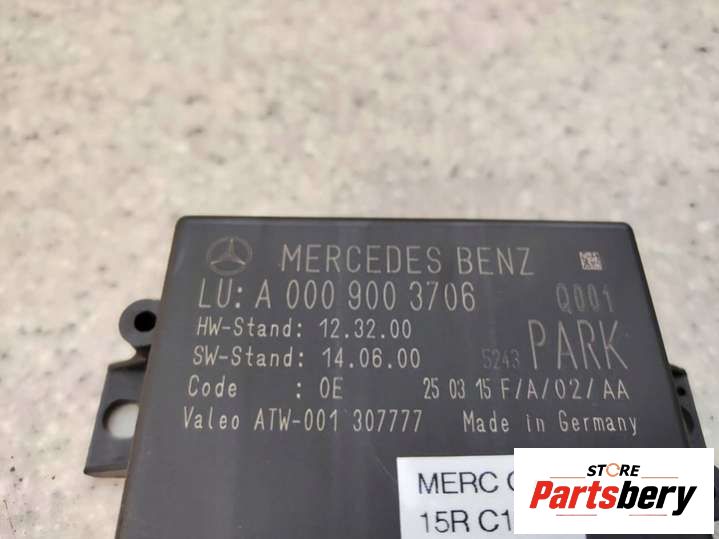 MERCEDES BENZ
LU: A 000 900 3706 Q001
HW-Stand: 12.32.00
SW-Stand: 14.06.00 5243 PARK
Code : 0E 25 03 15 F/A/02/AA
Valeo ATW-001 307777 Made in Germany
MERC
15R C1
STORE
Partsbery